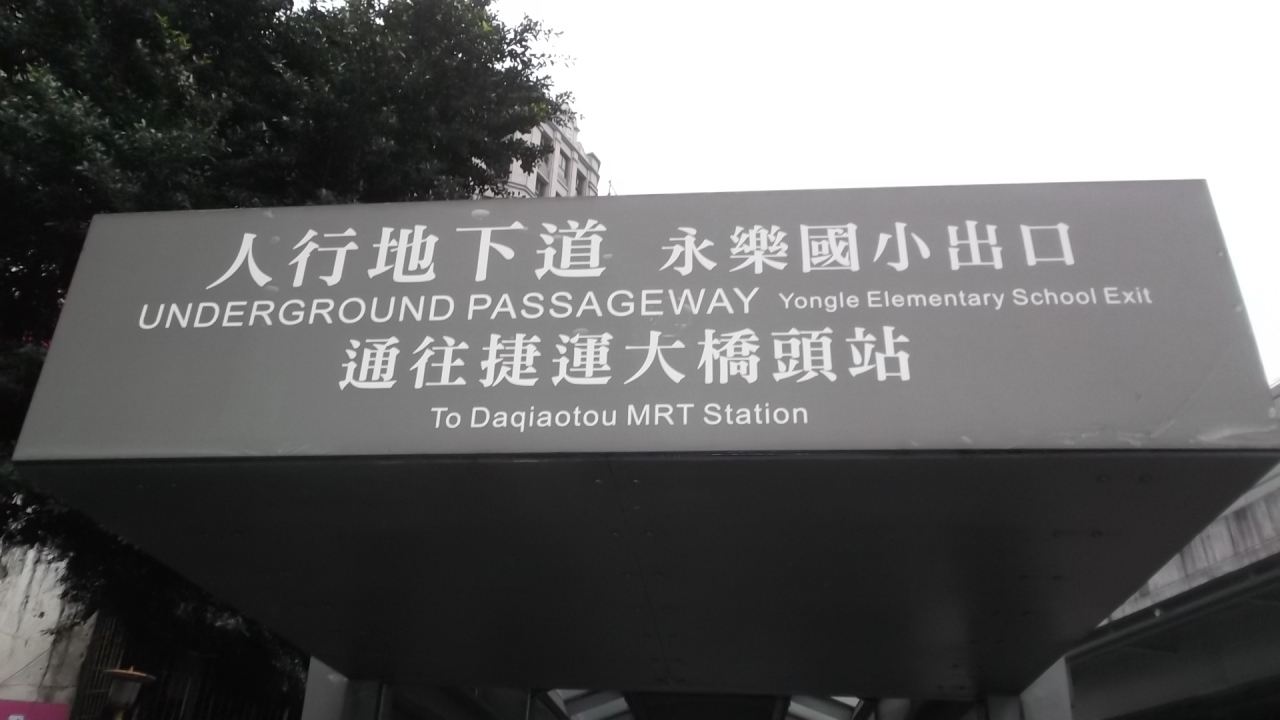 人行地下道 永樂國小出口
UNDERGROUND PASSAGEWAY Yongle Elementary School Exit
通往捷運大橋頭站
To Daqiaotou MRT Station